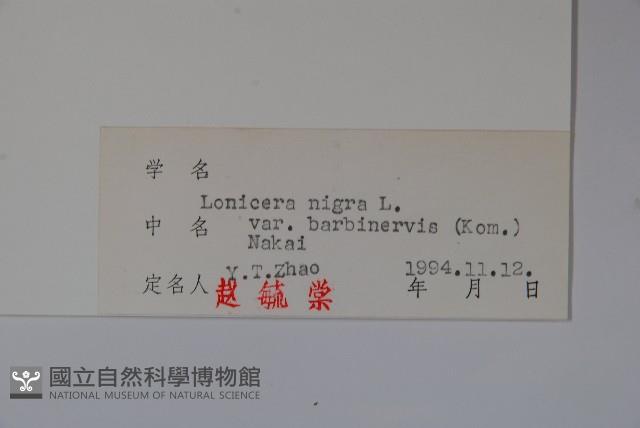 学名
Lonicera nigra L.
中名 var. barbinervis (Kom.)
Nakai
Y.T.Zhao 1994.11.12.
定名人 赵毓棠 年 月 日
國立自然科學博物館
NATIONAL MUSEUM OF NATURAL SCIENCE